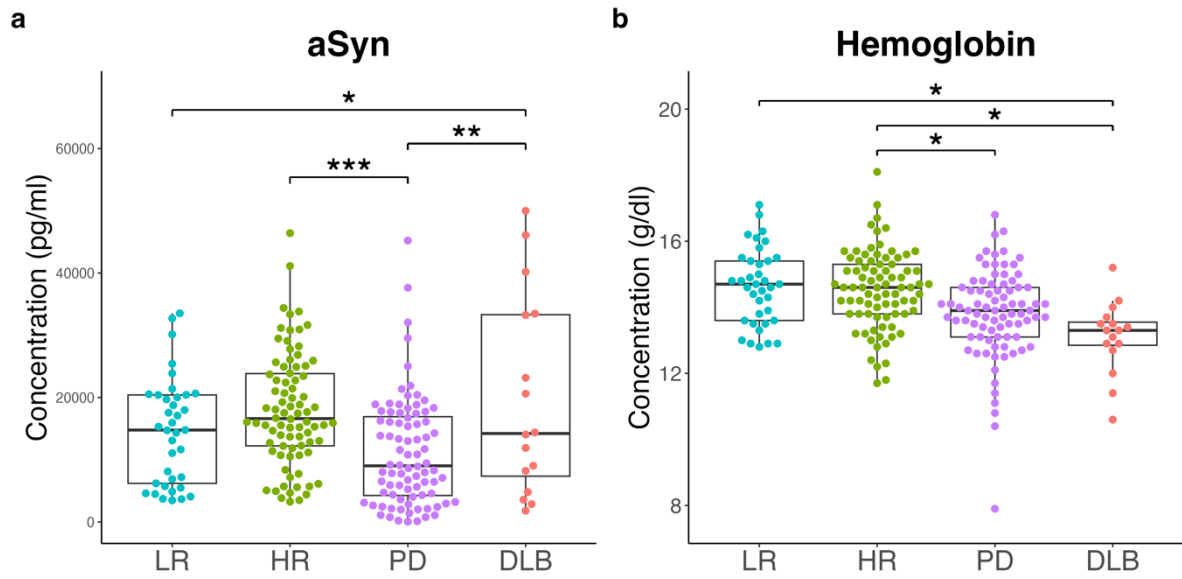 a
aSyn
Concentration (pg/ml)
60000
40000
20000
0
*
**
***
LR HR PD DLB
b
Hemoglobin
Concentration (g/dl)
20
16
12
8
*
*
*
LR HR PD DLB